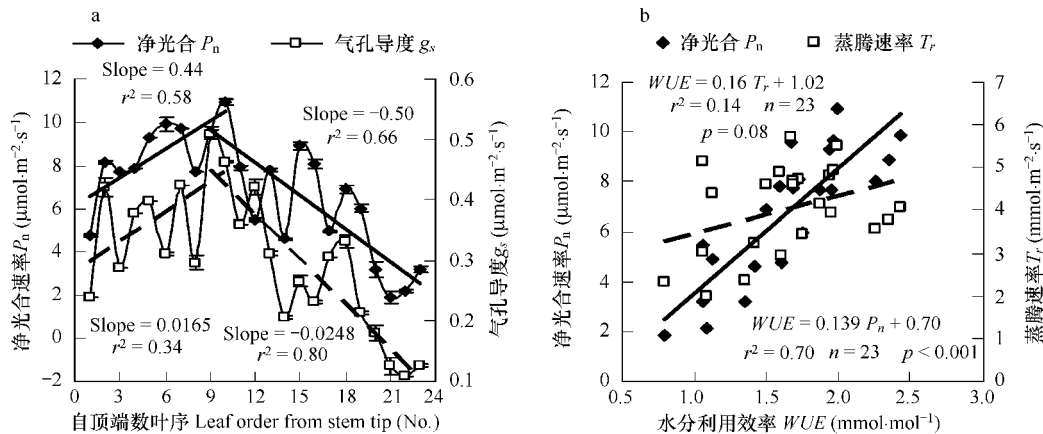 a
净光合 Pn
气孔导度 gs
Slope = 0.44
r² = 0.58
Slope = −0.50
r² = 0.66
Slope = 0.0165
r² = 0.34
Slope = −0.0248
r² = 0.80
净光合速率Pn (μmol·m⁻²·s⁻¹)
12
10
8
6
4
2
0
−2
0.6
0.5
0.4
0.3
0.2
0.1
气孔导度gs (μmol·m⁻²·s⁻¹)
0 3 6 9 12 15 18 21 24
自顶端数叶序 Leaf order from stem tip (No.)
b
净光合 Pn
蒸腾速率 Tr
WUE = 0.16 Tr + 1.02
r² = 0.14 n = 23
p = 0.08
WUE = 0.139 Pn + 0.70
r² = 0.70 n = 23 p < 0.001
净光合速率Pn (μmol·m⁻²·s⁻¹)
12
10
8
6
4
2
0
7
6
5
4
3
2
1
0
蒸腾速率Tr (mmol·m⁻²·s⁻¹)
0.5 1.0 1.5 2.0 2.5 3.0
水分利用效率 WUE (mmol·mol⁻¹)